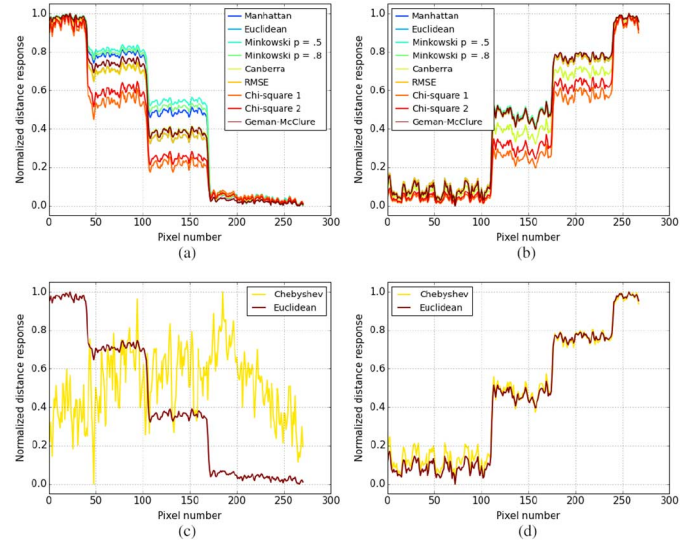 Manhattan
Euclidean
Minkowski p = .5
Minkowski p = .8
Canberra
RMSE
Chi-square 1
Chi-square 2
Geman-McClure
Normalized distance response
1.0
0.8
0.6
0.4
0.2
0.0
0 50 100 150 200 250 300
Pixel number
(a)
Manhattan
Euclidean
Minkowski p = .5
Minkowski p = .8
Canberra
RMSE
Chi-square 1
Chi-square 2
Geman-McClure
Normalized distance response
1.0
0.8
0.6
0.4
0.2
0.0
0 50 100 150 200 250 300
Pixel number
(b)
Chebyshev
Euclidean
Normalized distance response
1.0
0.8
0.6
0.4
0.2
0.0
0 50 100 150 200 250 300
Pixel number
(c)
Chebyshev
Euclidean
Normalized distance response
1.0
0.8
0.6
0.4
0.2
0.0
0 50 100 150 200 250 300
Pixel number
(d)